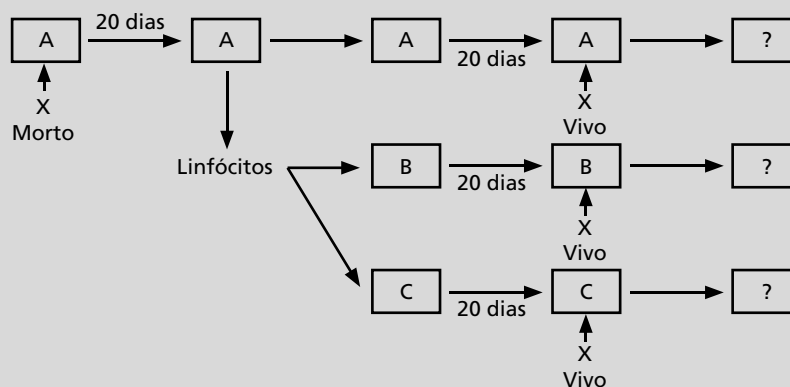 20 dias
A A A A ?
20 dias
X
Morto
X
Vivo
Linfócitos
B B ?
20 dias
X
Vivo
C C ?
20 dias
X
Vivo